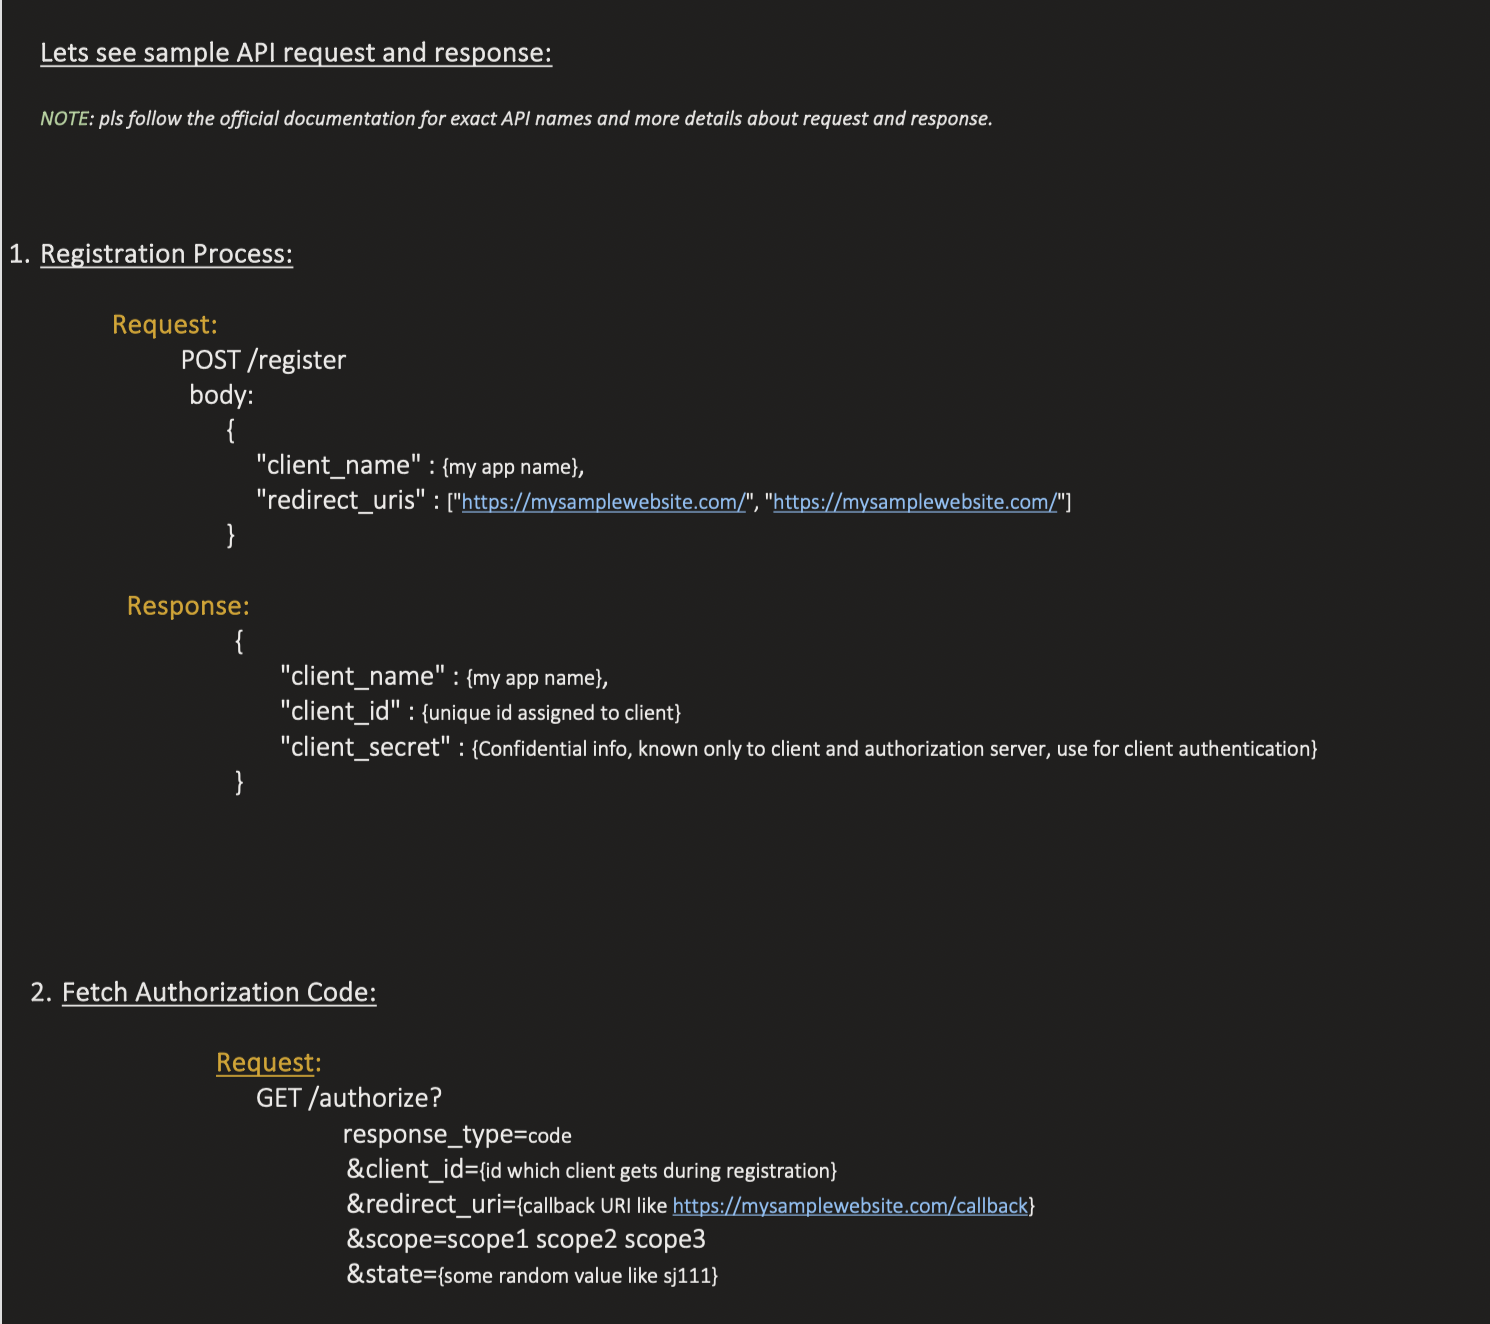 Lets see sample API request and response:
NOTE: pls follow the official documentation for exact API names and more details about request and response.
1. Registration Process:
Request:
POST /register
body:
{
"client_name" : {my app name},
"redirect_uris" : ["https://mysamplewebsite.com/", "https://mysamplewebsite.com/"]
}
Response:
{
"client_name" : {my app name},
"client_id" : {unique id assigned to client}
"client_secret" : {Confidential info, known only to client and authorization server, use for client authentication}
}
2. Fetch Authorization Code:
Request:
GET /authorize?
response_type=code
&client_id={id which client gets during registration}
&redirect_uri={callback URI like https://mysamplewebsite.com/callback}
&scope=scope1 scope2 scope3
&state={some random value like sj111}